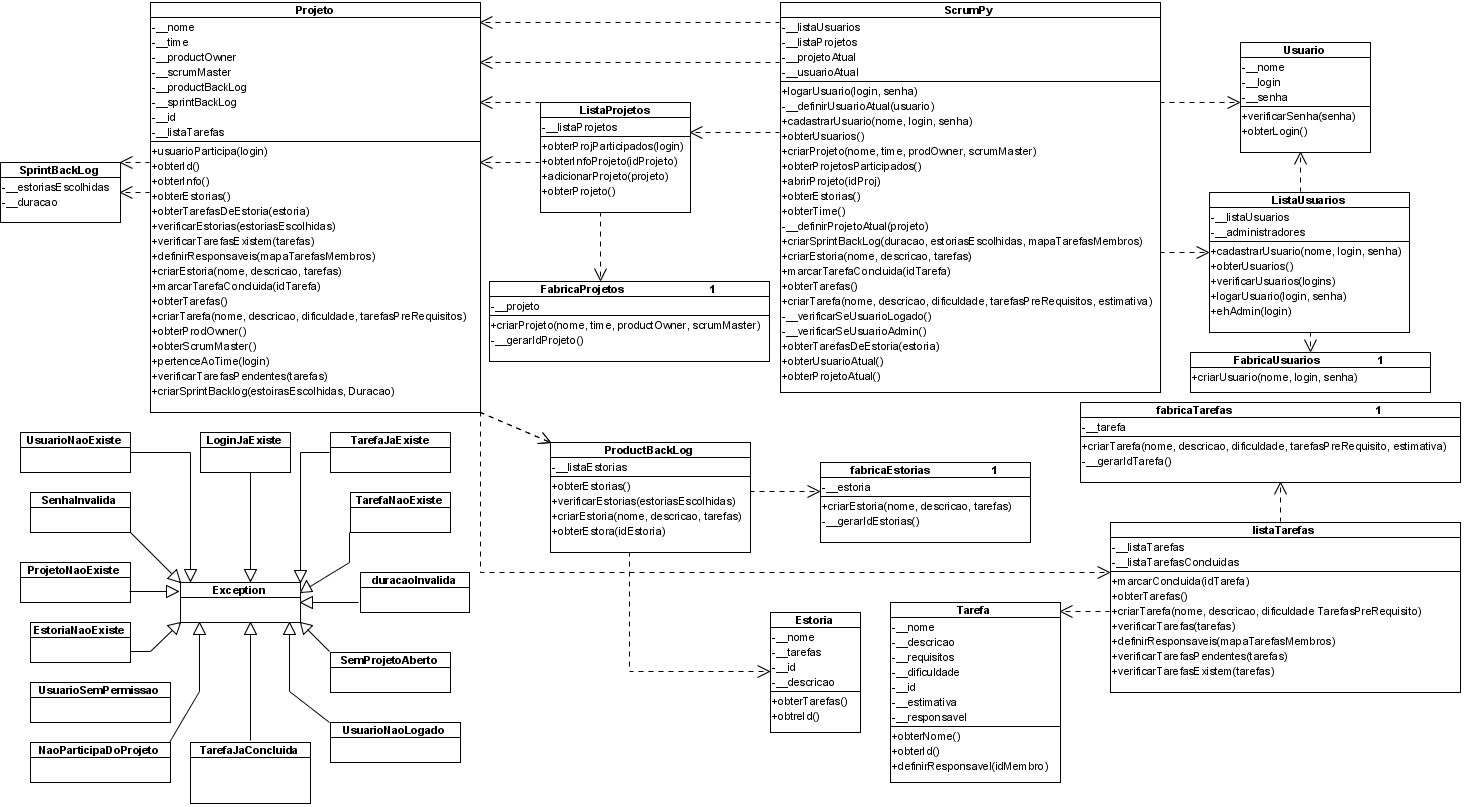 Projeto
-__nome
-__time
-__productOwner
-__scrumMaster
-__productBackLog
-__sprintBackLog
-__id
-__listaTarefas
+usuarioParticipa(login)
+obterId()
+obterInfo()
+obterEstorias()
+obterTarefasDeEstoria(estoria)
+verificarEstorias(estoriasEscolhidas)
+verificarTarefasExistem(tarefas)
+definirResponsaveis(mapaTarefasMembros)
+criarEstoria(nome, descricao, tarefas)
+marcarTarefaConcluida(idTarefa)
+obterTarefas()
+criarTarefa(nome, descricao, dificuldade, tarefasPreRequisitos)
+obterProdOwner()
+obterScrumMaster()
+pertenceAoTime(login)
+verificarTarefasPendentes(tarefas)
+criarSprintBacklog(estoirasEscolhidas, Duracao)
SprintBackLog
-__estoriasEscolhidas
-__duracao
ListaProjetos
-__listaProjetos
+obterProjParticipados(login)
+obterInfoProjeto(idProjeto)
+adicionarProjeto(projeto)
+obterProjeto()
FabricaProjetos 1
-__projeto
+criarProjeto(nome, time, productOwner, scrumMaster)
-__gerarIdProjeto()
ScrumPy
-__listaUsuarios
-__listaProjetos
-__projetoAtual
-__usuarioAtual
+logarUsuario(login, senha)
-__definirUsuarioAtual(usuario)
+cadastrarUsuario(nome, login, senha)
+obterUsuarios()
+criarProjeto(nome, time, prodOwner, scrumMaster)
+obterProjetosParticipados()
+abrirProjeto(idProj)
+obterEstorias()
+obterTime()
-__definirProjetoAtual(projeto)
+criarSprintBackLog(duracao, estoriasEscolhidas, mapaTarefasMembros)
+criarEstoria(nome, descricao, tarefas)
+marcarTarefaConcluida(idTarefa)
+obterTarefas()
+criarTarefa(nome, descricao, dificuldade, tarefasPreRequisitos, estimativa)
-__verificarSeUsuarioLogado()
-__verificarSeUsuarioAdmin()
+obterTarefasDeEstoria(estoria)
+obterUsuarioAtual()
+obterProjetoAtual()
Usuario
-__nome
-__login
-__senha
+verificarSenha(senha)
+obterLogin()
ListaUsuarios
-__listaUsuarios
-__administradores
+cadastrarUsuario(nome, login, senha)
+obterUsuarios()
+verificarUsuarios(logins)
+logarUsuario(login, senha)
+ehAdmin(login)
FabricaUsuarios 1
+criarUsuario(nome, login, senha)
fabricaTarefas 1
-__tarefa
+criarTarefa(nome, descricao, dificuldade, tarefasPreRequisito, estimativa)
-__gerarIdTarefa()
listaTarefas
-__listaTarefas
-__listaTarefasConcluidas
+marcarConcluida(idTarefa)
+obterTarefas()
+criarTarefa(nome, descricao, dificuldade TarefasPreRequisito)
+verificarTarefas(tarefas)
+definirResponsaveis(mapaTarefasMembros)
+verificarTarefasPendentes(tarefas)
+verificarTarefasExistem(tarefas)
ProductBackLog
-__listaEstorias
+obterEstorias()
+verificarEstorias(estoriasEscolhidas)
+criarEstoria(nome, descricao, tarefas)
+obterEstora(idEstoria)
fabricaEstorias 1
-__estoria
+criarEstoria(nome, descricao, tarefas)
-__gerarIdEstorias()
Estoria
-__nome
-__tarefas
-__id
-__descricao
+obterTarefas()
+obtreId()
Tarefa
-__nome
-__descricao
-__requisitos
-__dificuldade
-__id
-__estimativa
-__responsavel
+obterNome()
+obterId()
+definirResponsavel(idMembro)
UsuarioNaoExiste
LoginJaExiste
TarefaJaExiste
SenhaInvalida
TarefaNaoExiste
ProjetoNaoExiste
Exception
duracaoInvalida
EstoriaNaoExiste
SemProjetoAberto
UsuarioSemPermissao
UsuarioNaoLogado
NaoParticipaDoProjeto
TarefaJaConcluida